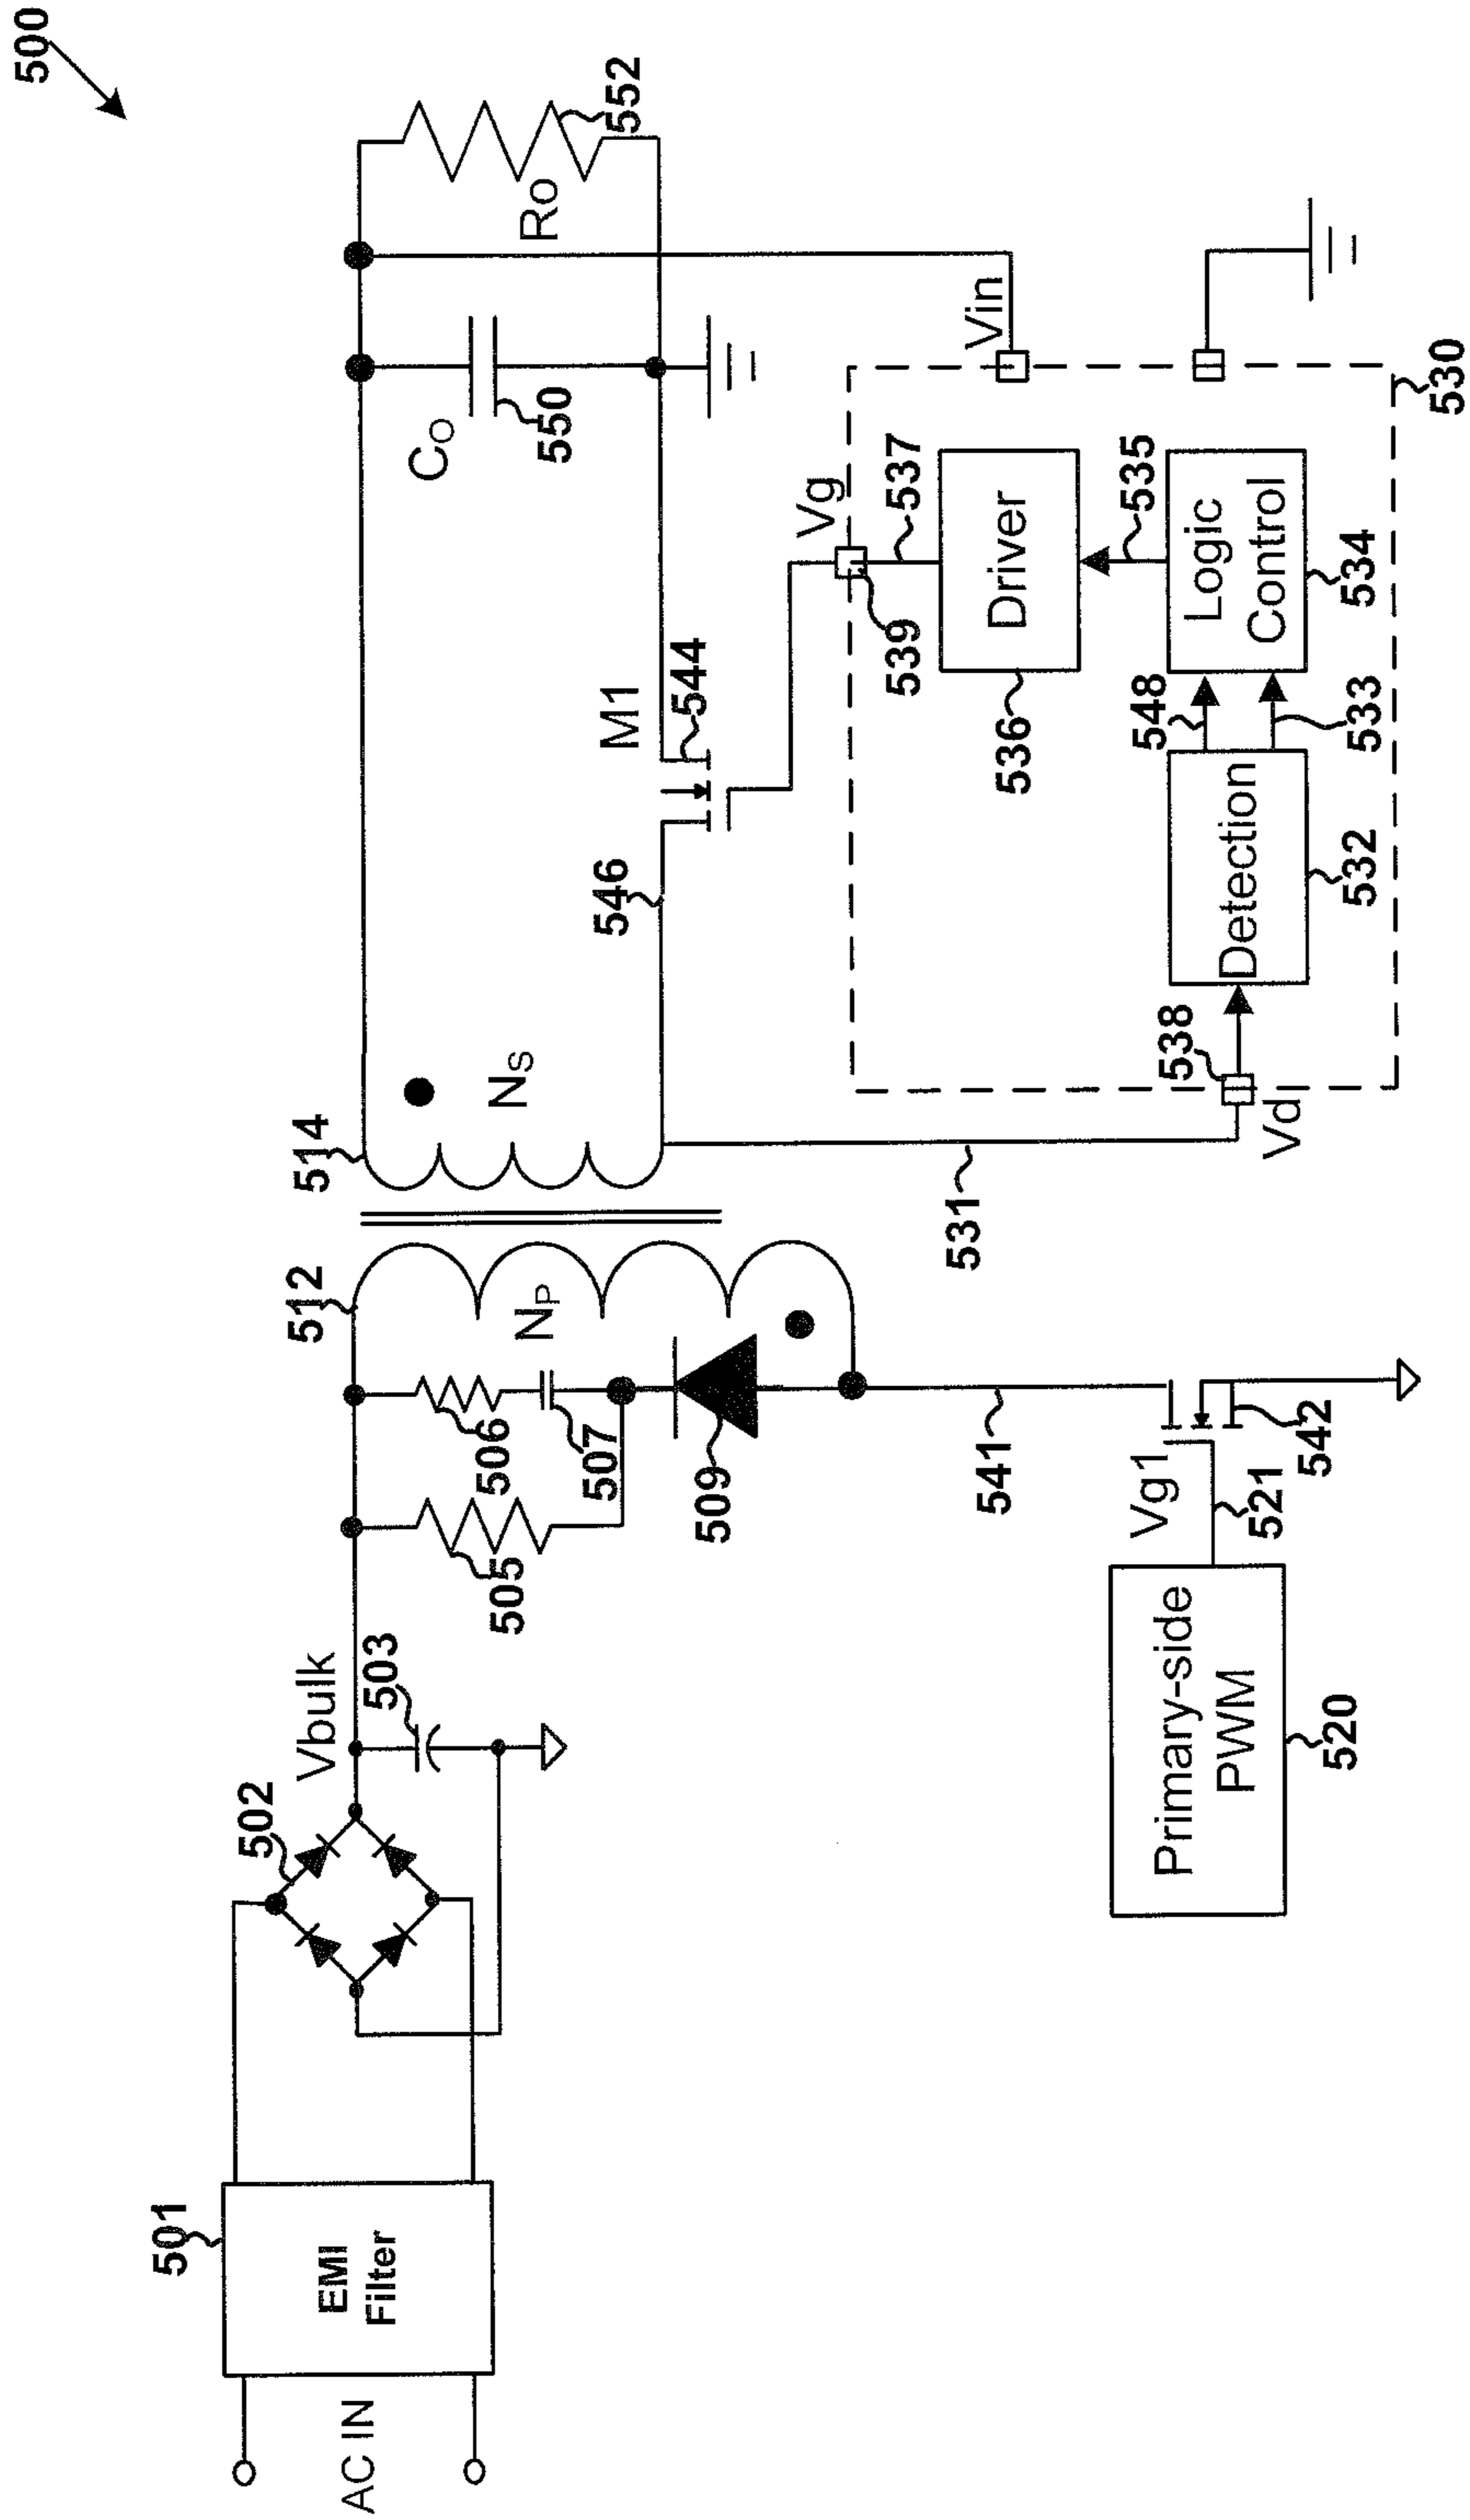 500
AC IN
501
EMI
Filter
502
Vbulk
503
505
506
507
509
512
NP
514
NS
541
Vg1
521
542
Primary-side
PWM
520
531
546
M1
544
CO
550
Ro
552
Vg
539
537
Driver
536
Vin
535
Logic
Control
534
548
533
Detection
532
538
Vd
530